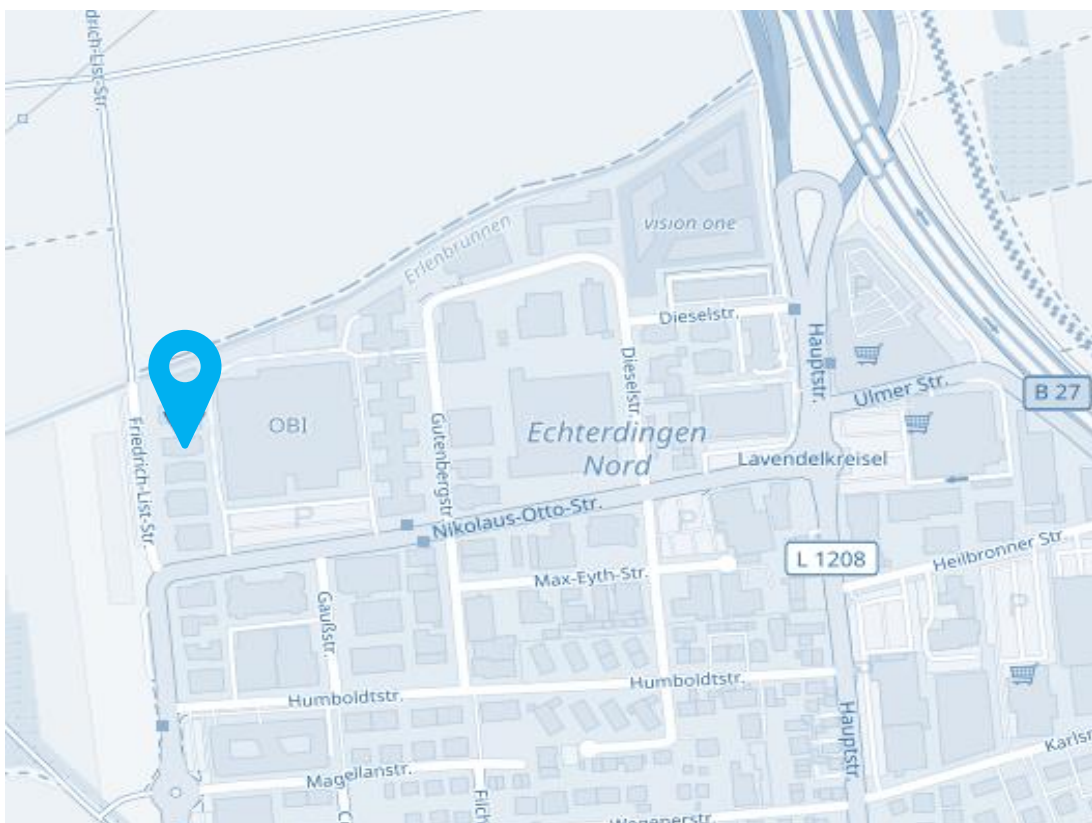 drich-List-Str.
Erlenbrunnen
vision one
Dieselstr.
Hauptstr.
P
Dieselstr.
Ulmer Str.
B 27
OBI
Gutenbergstr.
Echterdingen
Nord
Lavendelkreisel
Friedrich-List-Str.
P
Nikolaus-Otto-Str.
P
L 1208
Heilbronner Str.
Max-Eyth-Str.
Gaußstr.
P
Humboldtstr.
Humboldtstr.
Hauptstr.
Magellanstr.